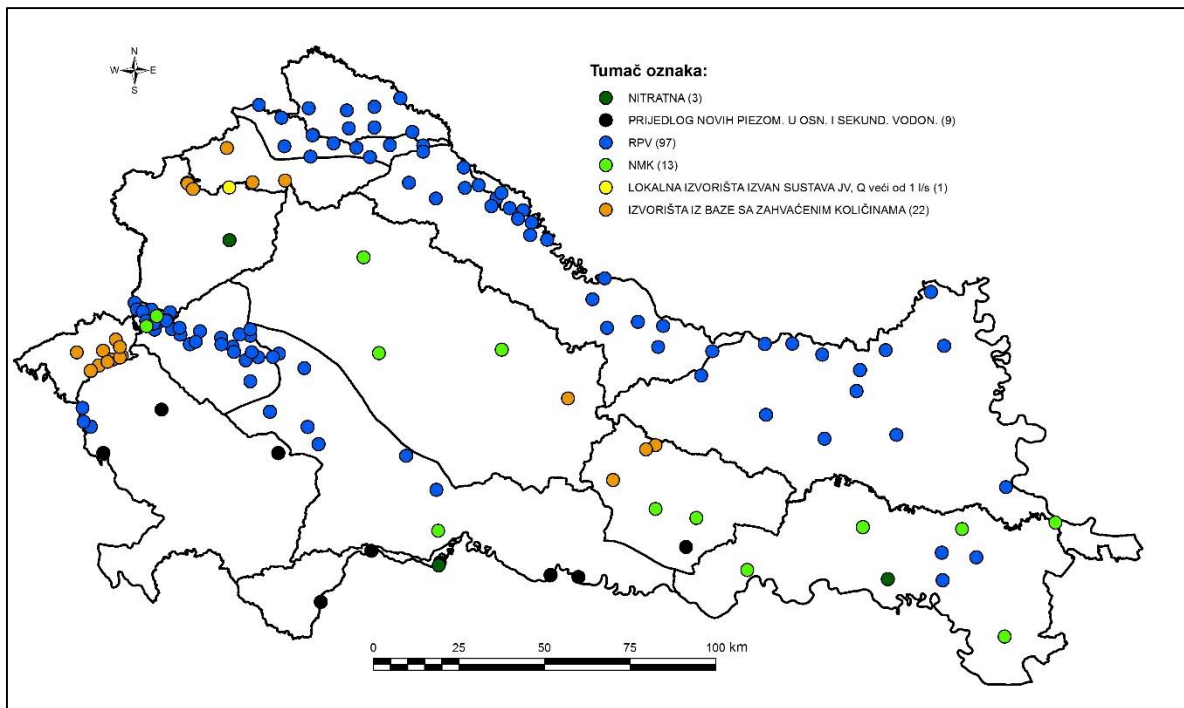 N
W E
S
Tumač oznaka:
NITRATNA (3)
PRIJEDLOG NOVIH PIEZOM. U OSN. I SEKUND. VODON. (9)
RPV (97)
NMK (13)
LOKALNA IZVORIŠTA IZVAN SUSTAVA JV, Q veći od 1 l/s (1)
IZVORIŠTA IZ BAZE SA ZAHVAĆENIM KOLIČINAMA (22)
0 25 50 75 100 km